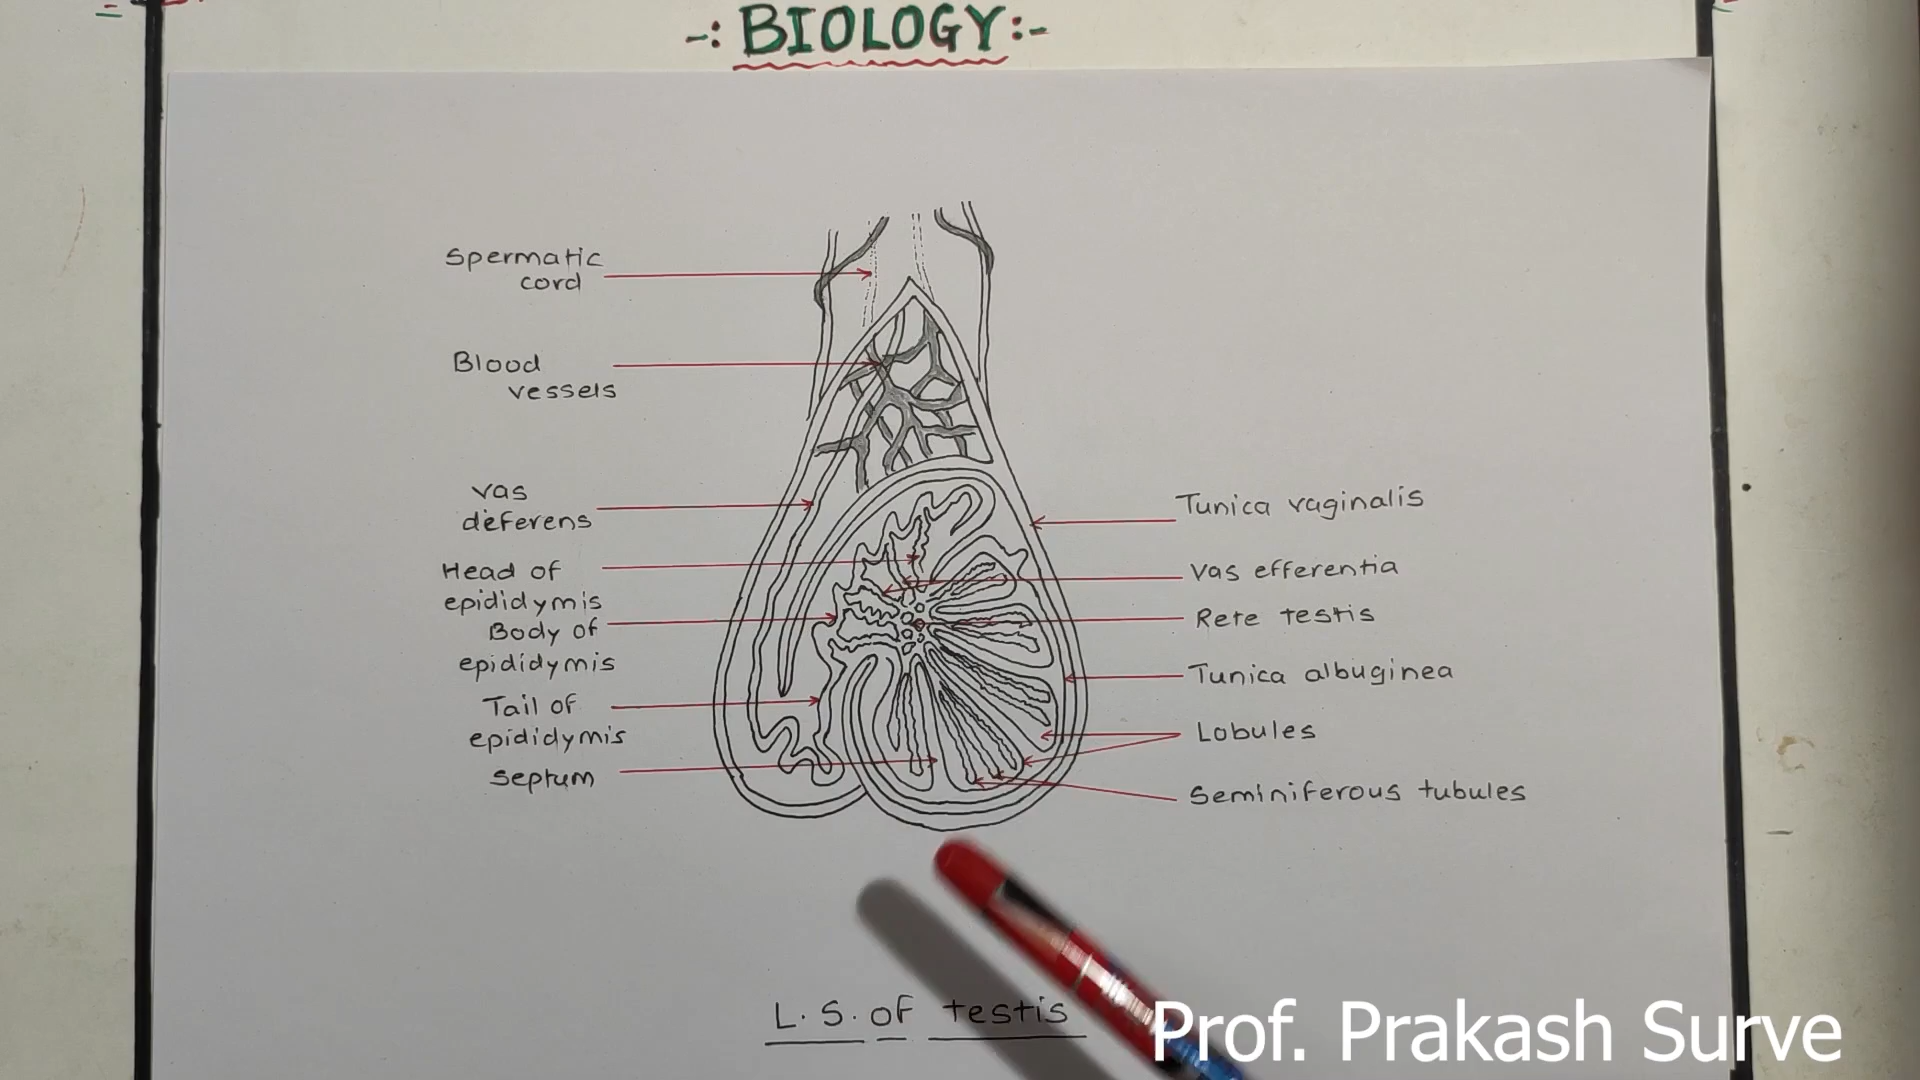 -: BIOLOGY :-
Spermatic
cord
Blood
vessels
vas
deferens
Head of
epididymis
Body of
epididymis
Tail of
epididymis
Septum
Tunica vaginalis
Vas efferentia
Rete testis
Tunica albuginea
Lobules
Seminiferous tubules
L. S. of testis
Prof. Prakash Surve